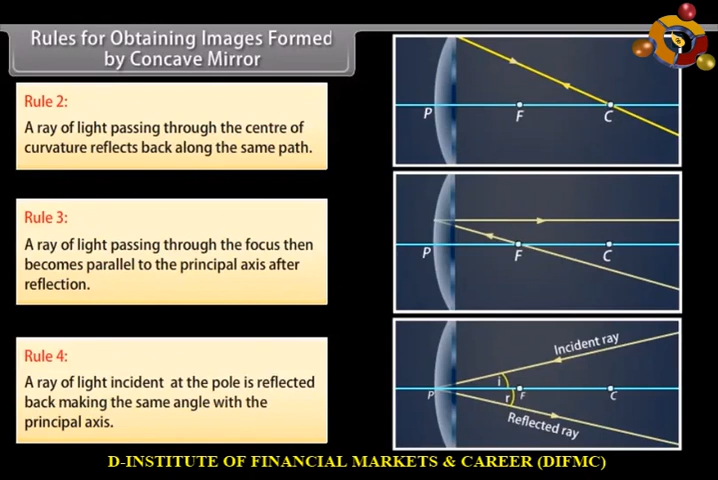 Rules for Obtaining Images Formed
by Concave Mirror
Rule 2:
A ray of light passing through the centre of
curvature reflects back along the same path.
P F C
Rule 3:
A ray of light passing through the focus then
becomes parallel to the principal axis after
reflection.
P F C
Rule 4:
A ray of light incident at the pole is reflected
back making the same angle with the
principal axis.
Incident ray
i
P F C
r
Reflected ray
D-INSTITUTE OF FINANCIAL MARKETS & CAREER (DIFMC)